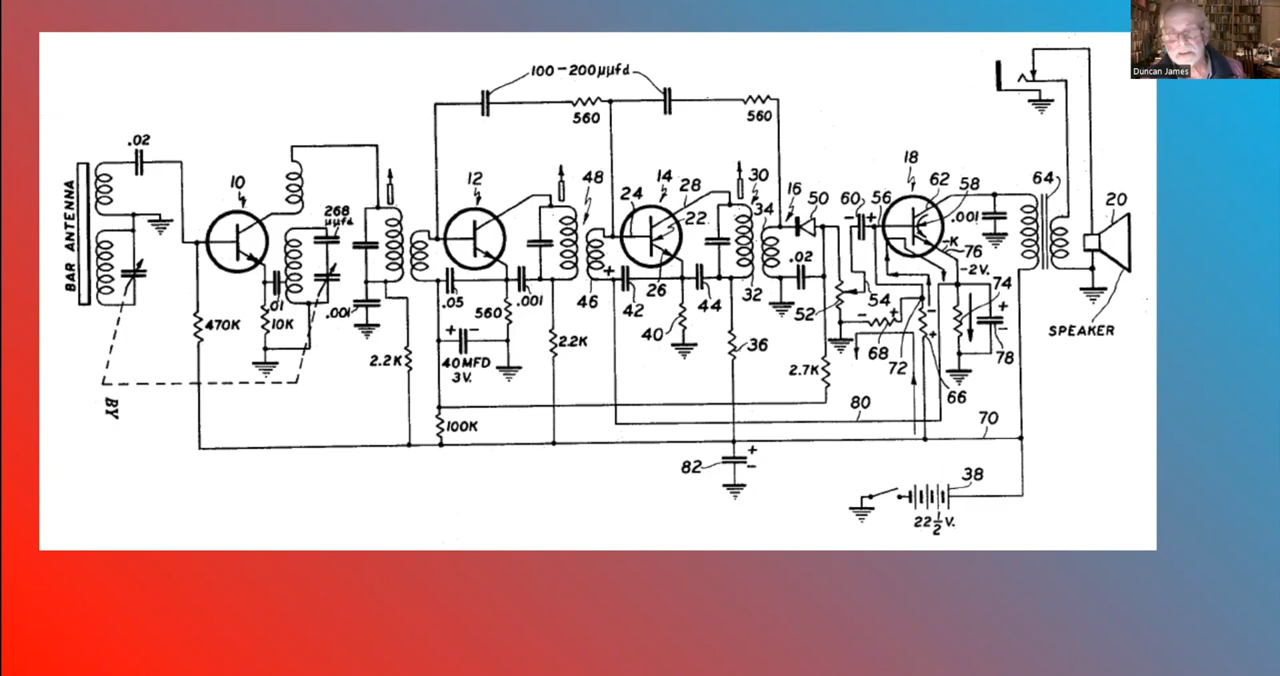 Duncan James
100-200μμfd
560
560
.02
BAR ANTENNA
10
268
μμfd
12
48
14
28
24
22
30
34
16
50
60
56
18
62
58
64
20
.001
-K
76
-2V.
74
.01
10K
470K
.001
2.2K
.05
560
.001
46
42
26
44
32
.02
52
54
68
72
66
78
SPEAKER
40
36
2.2K
40MFD
3V.
2.7K
BY
100K
80
70
82
38
22 1/2 V.